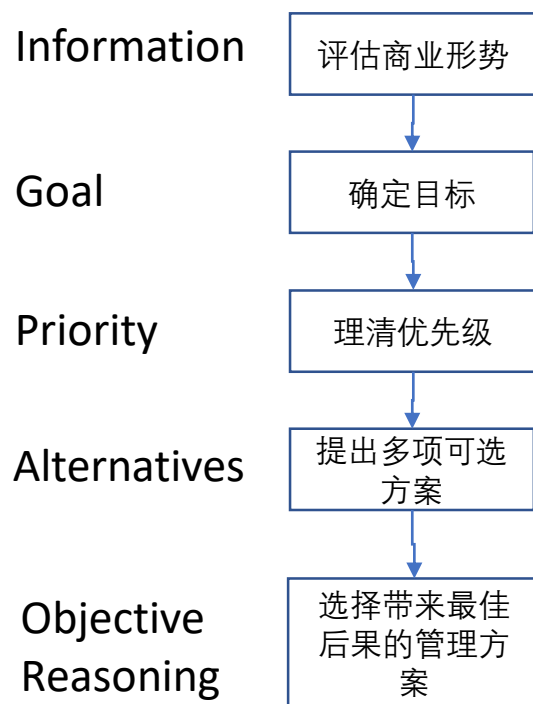 Information
评估商业形势
Goal
确定目标
Priority
理清优先级
Alternatives
提出多项可选
方案
Objective
Reasoning
选择带来最佳
后果的管理方
案